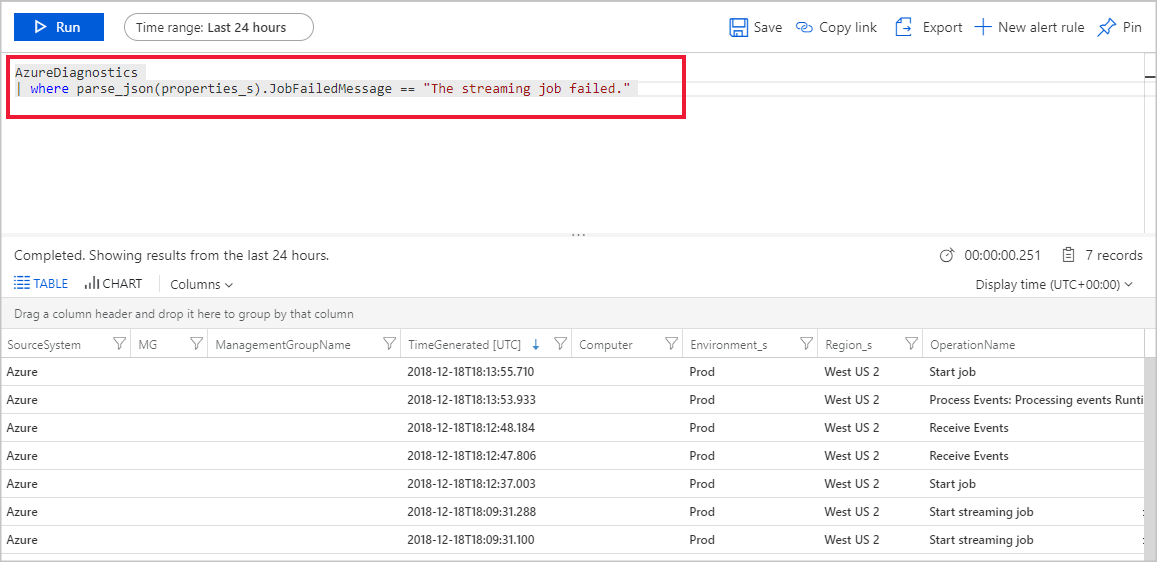 Run Time range: Last 24 hours Save Copy link Export New alert rule Pin
AzureDiagnostics
| where parse_json(properties_s).JobFailedMessage == "The streaming job failed."
Completed. Showing results from the last 24 hours. 00:00:00.251 7 records
TABLE CHART Columns Display time (UTC+00:00)
Drag a column header and drop it here to group by that column
SourceSystem MG ManagementGroupName TimeGenerated [UTC] Computer Environment_s Region_s OperationName
Azure 2018-12-18T18:13:55.710 Prod West US 2 Start job
Azure 2018-12-18T18:13:53.933 Prod West US 2 Process Events: Processing events Runti
Azure 2018-12-18T18:12:48.184 Prod West US 2 Receive Events
Azure 2018-12-18T18:12:47.806 Prod West US 2 Receive Events
Azure 2018-12-18T18:12:37.003 Prod West US 2 Start job
Azure 2018-12-18T18:09:31.288 Prod West US 2 Start streaming job
Azure 2018-12-18T18:09:31.100 Prod West US 2 Start streaming job